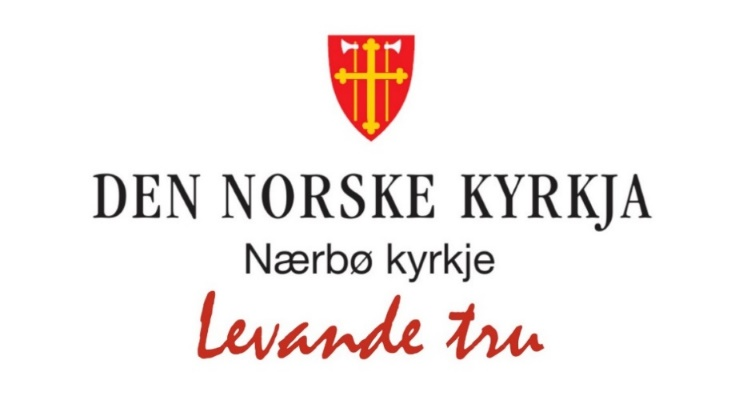 DEN NORSKE KYRKJA
Nærbø kyrkje
Levande tru